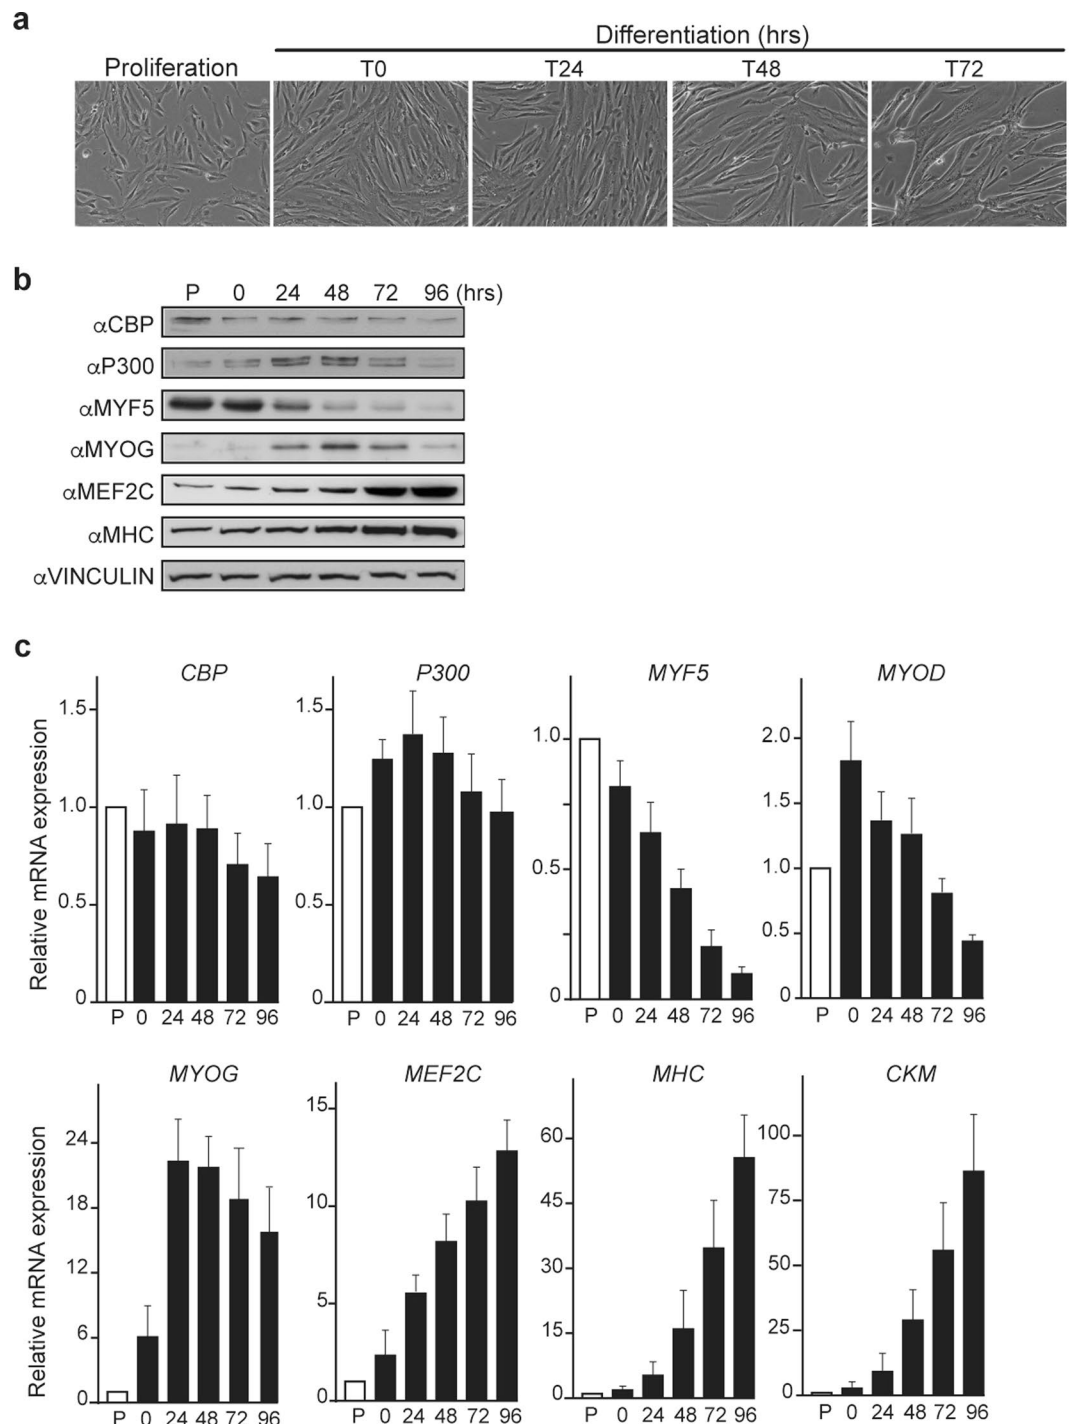 a
Differentiation (hrs)
Proliferation T0 T24 T48 T72
b
P 0 24 48 72 96 (hrs)
αCBP
αP300
αMYF5
αMYOG
αMEF2C
αMHC
αVINCULIN
c
CBP P300 MYF5 MYOD
Relative mRNA expression
1.5
1.0
0.5
0
P 0 24 48 72 96
1.5
1.0
0.5
0
P 0 24 48 72 96
1.0
0.5
0
P 0 24 48 72 96
2.0
1.5
1.0
0.5
0
P 0 24 48 72 96
MYOG MEF2C MHC CKM
Relative mRNA expression
24
18
12
6
0
P 0 24 48 72 96
15
10
5
0
P 0 24 48 72 96
60
45
30
15
0
P 0 24 48 72 96
100
75
50
25
0
P 0 24 48 72 96